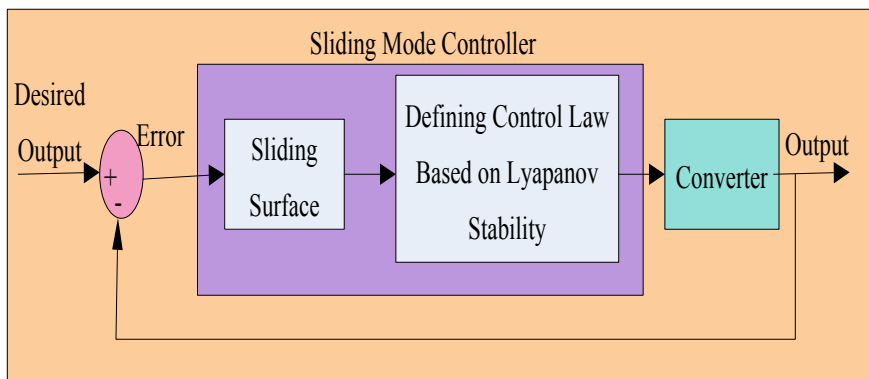 Sliding Mode Controller
Desired
Output
Error
+
-
Sliding
Surface
Defining Control Law
Based on Lyapanov
Stability
Converter
Output